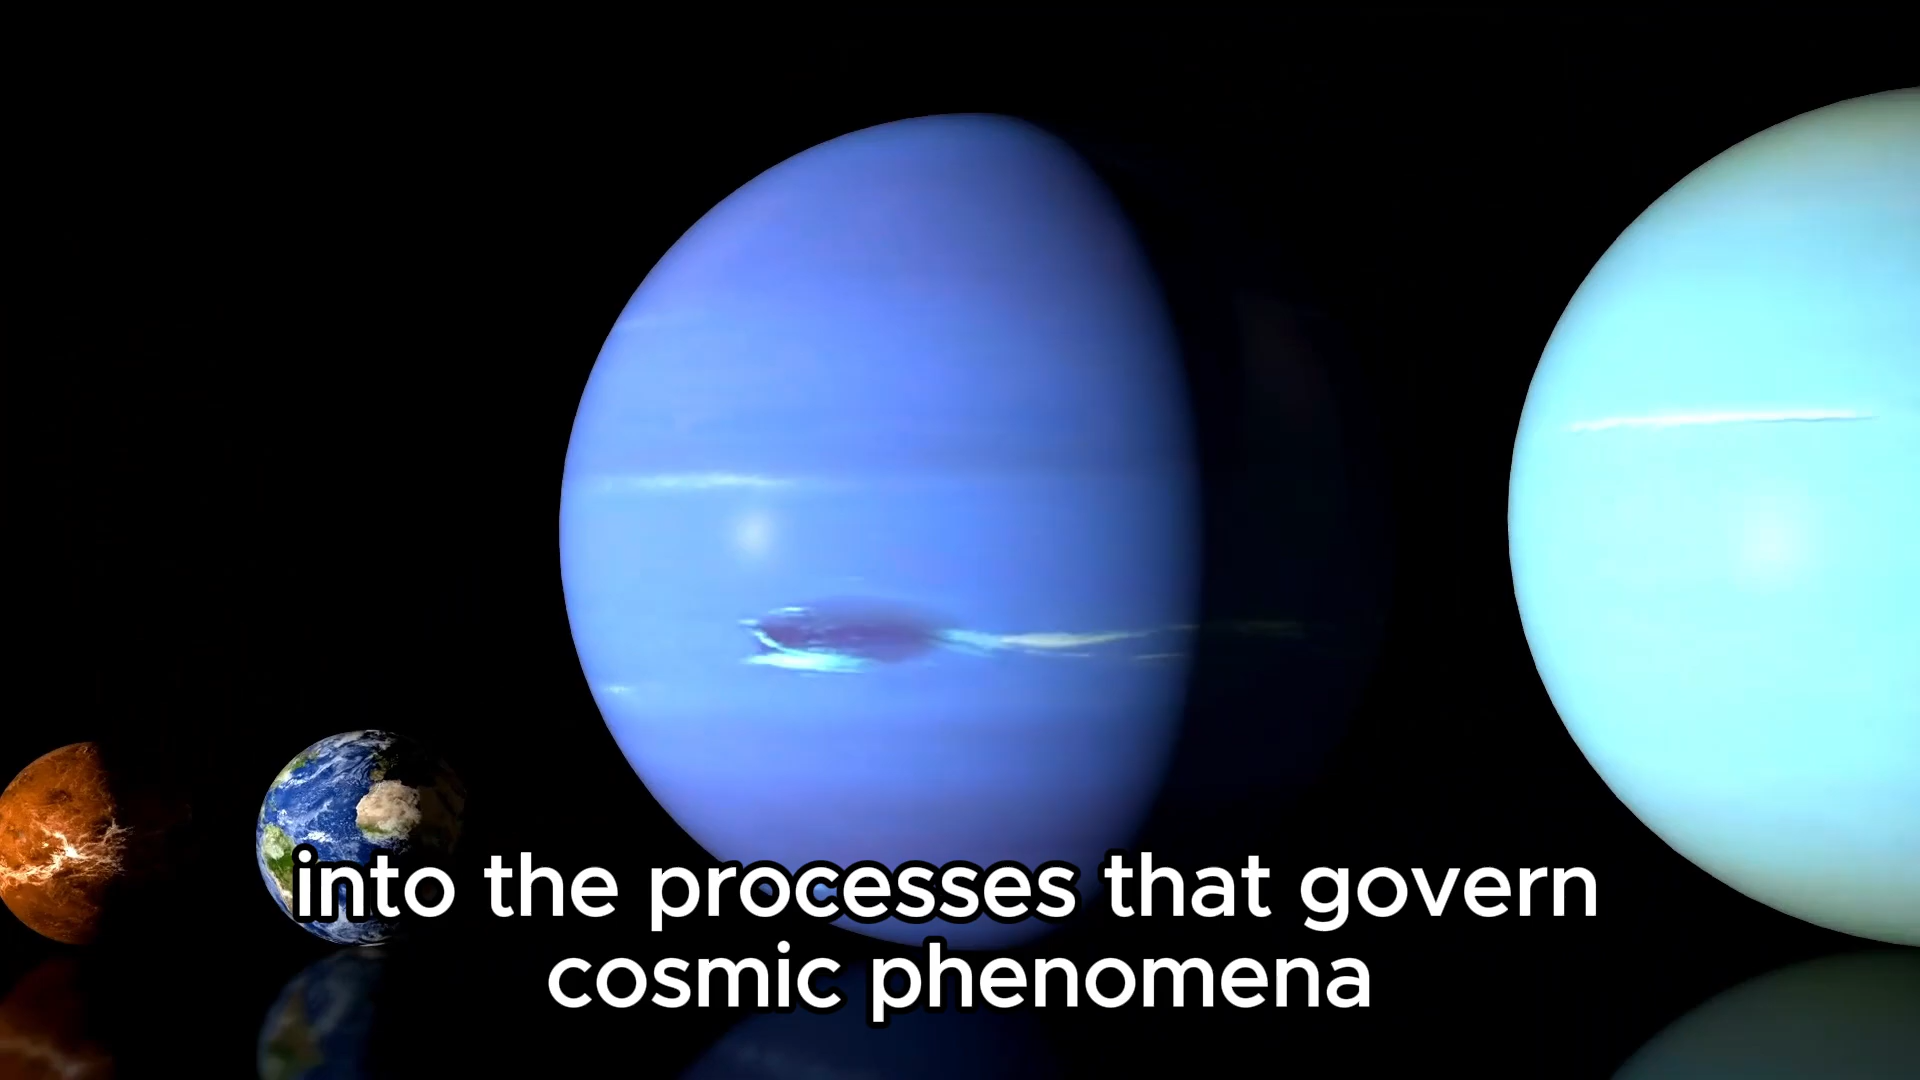 into the processes that govern
cosmic phenomena